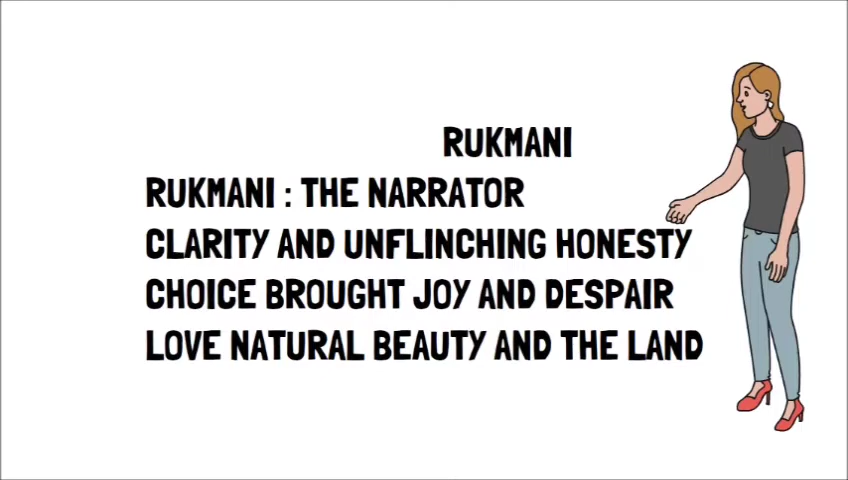 RUKMANI
RUKMANI : THE NARRATOR
CLARITY AND UNFLINCHING HONESTY
CHOICE BROUGHT JOY AND DESPAIR
LOVE NATURAL BEAUTY AND THE LAND